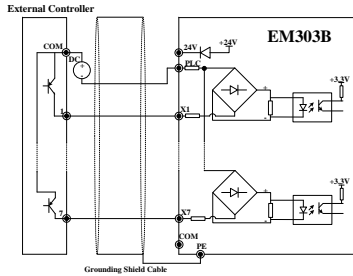 External Controller
COM
DC
+
-
24V
+24V
EM303B
PLC
+3.3V
+
-
1
X1
+3.3V
+
-
7
X7
COM
PE
Grounding Shield Cable